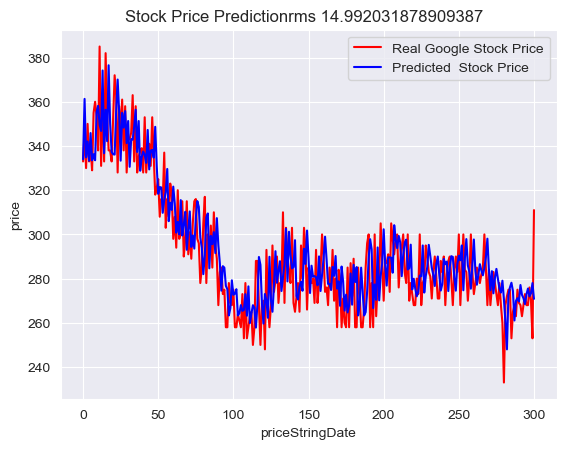 Stock Price Predictionrms 14.992031878909387
Real Google Stock Price
Predicted  Stock Price
380
360
340
320
300
280
260
240
price
0 50 100 150 200 250 300
priceStringDate